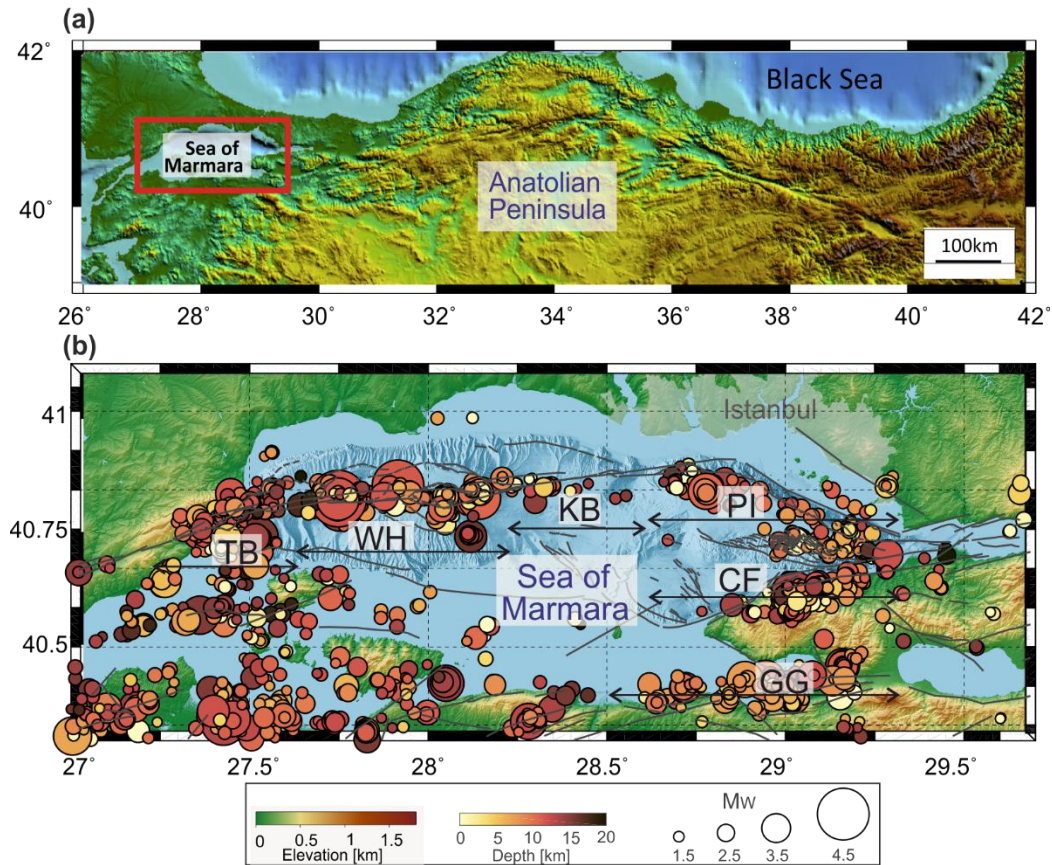 (a)
42°
40°
Black Sea
Sea of
Marmara
Anatolian
Peninsula
100km
26° 28° 30° 32° 34° 36° 38° 40° 42°
(b)
41
40.75
40.5
Istanbul
KB
PI
TB
WH
CF
Sea of
Marmara
GG
27 27.5 28 28.5 29 29.5
0 0.5 1 1.5
Elevation [km]
0 5 10 15 20
Depth [km]
Mw
1.5 2.5 3.5 4.5